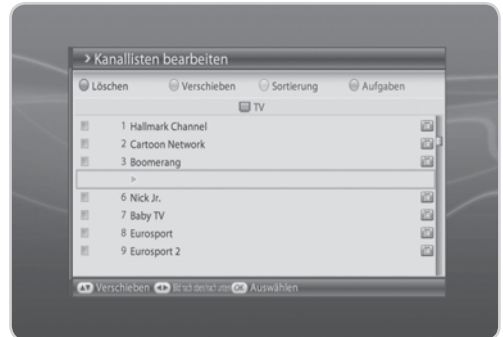 > Kanallisten bearbeiten
Löschen Verschieben Sortierung Aufgaben
TV
1 Hallmark Channel
2 Cartoon Network
3 Boomerang
6 Nick Jr.
7 Baby TV
8 Eurosport
9 Eurosport 2
Verschieben OK Auswählen